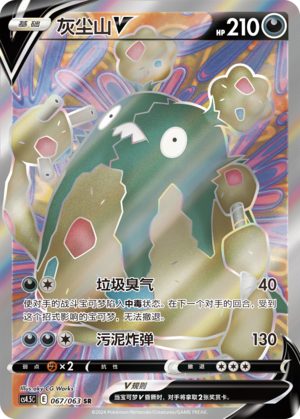 基础 灰尘山V HP210
垃圾臭气 40
使对手的战斗宝可梦陷入中毒状态。在下一个对手的回合,受到
这个招式影响的宝可梦,无法撤退。
污泥炸弹 130
弱点 ×2 抗性 撤退
Illus. aky CG Works
V规则
CS4.5C E 067/063 SR
当宝可梦V昏厥时,对手将拿取2张奖赏卡。
©2024 Pokémon/Nintendo/Creatures/GAME FREAK.